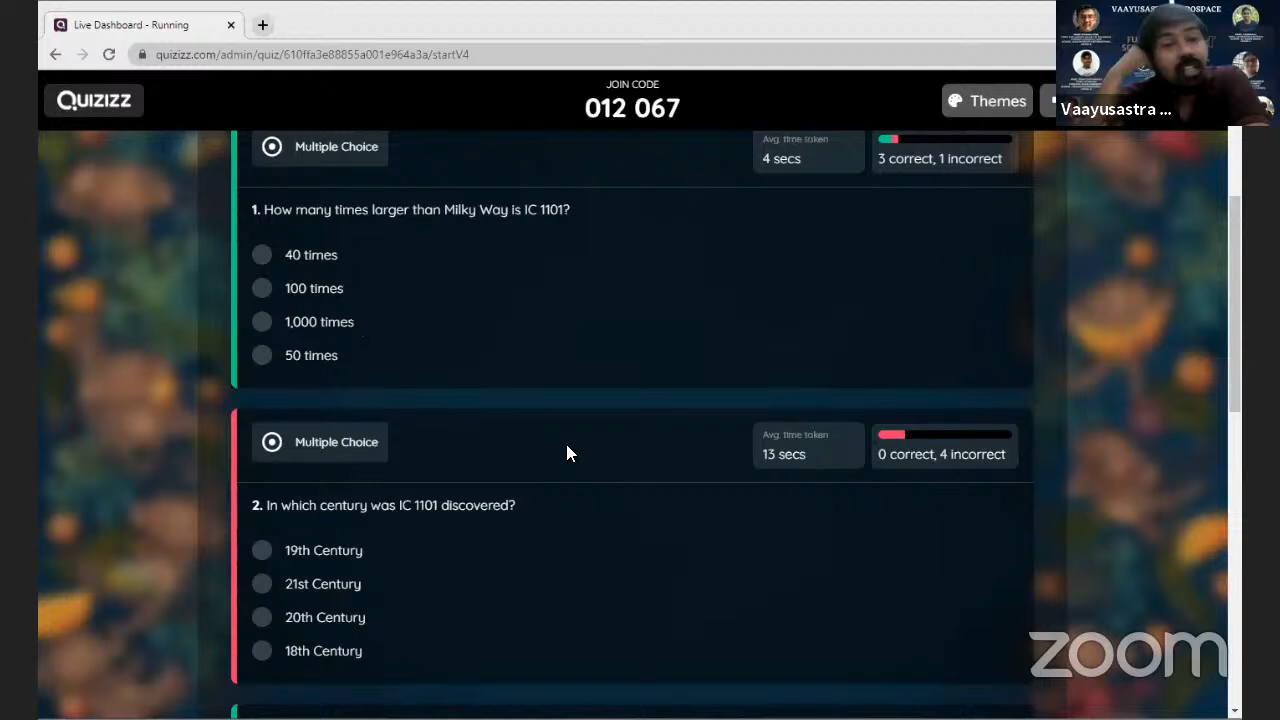 Live Dashboard - Running
quizizz.com/admin/quiz/
QUIZIZZ
JOIN CODE
012 067
Themes
VAAYUSASTRA
Vaayusastra ...
Multiple Choice
Avg. time taken
4 secs
3 correct, 1 incorrect
1. How many times larger than Milky Way is IC 1101?
40 times
100 times
1,000 times
50 times
Multiple Choice
Avg. time taken
13 secs
0 correct, 4 incorrect
2. In which century was IC 1101 discovered?
19th Century
21st Century
20th Century
18th Century
zoom